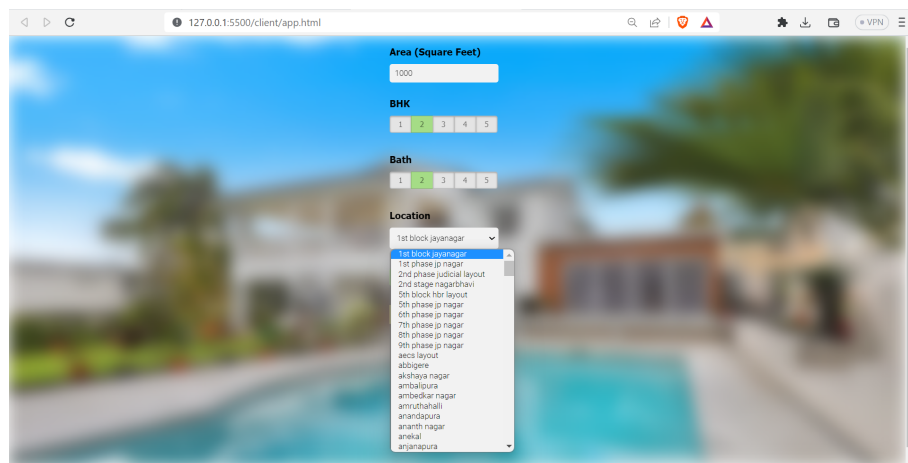 127.0.0.1:5500/client/app.html
VPN
Area (Square Feet)
1000
BHK
1 2 3 4 5
Bath
1 2 3 4 5
Location
1st block jayanagar
1st block jayanagar
1st phase jp nagar
2nd phase judicial layout
2nd stage nagarbhavi
5th block hbr layout
5th phase jp nagar
6th phase jp nagar
7th phase jp nagar
8th phase jp nagar
9th phase jp nagar
aecs layout
abbigere
akshaya nagar
ambalipura
ambedkar nagar
amruthahalli
anandapura
ananth nagar
anekal
anjanapura